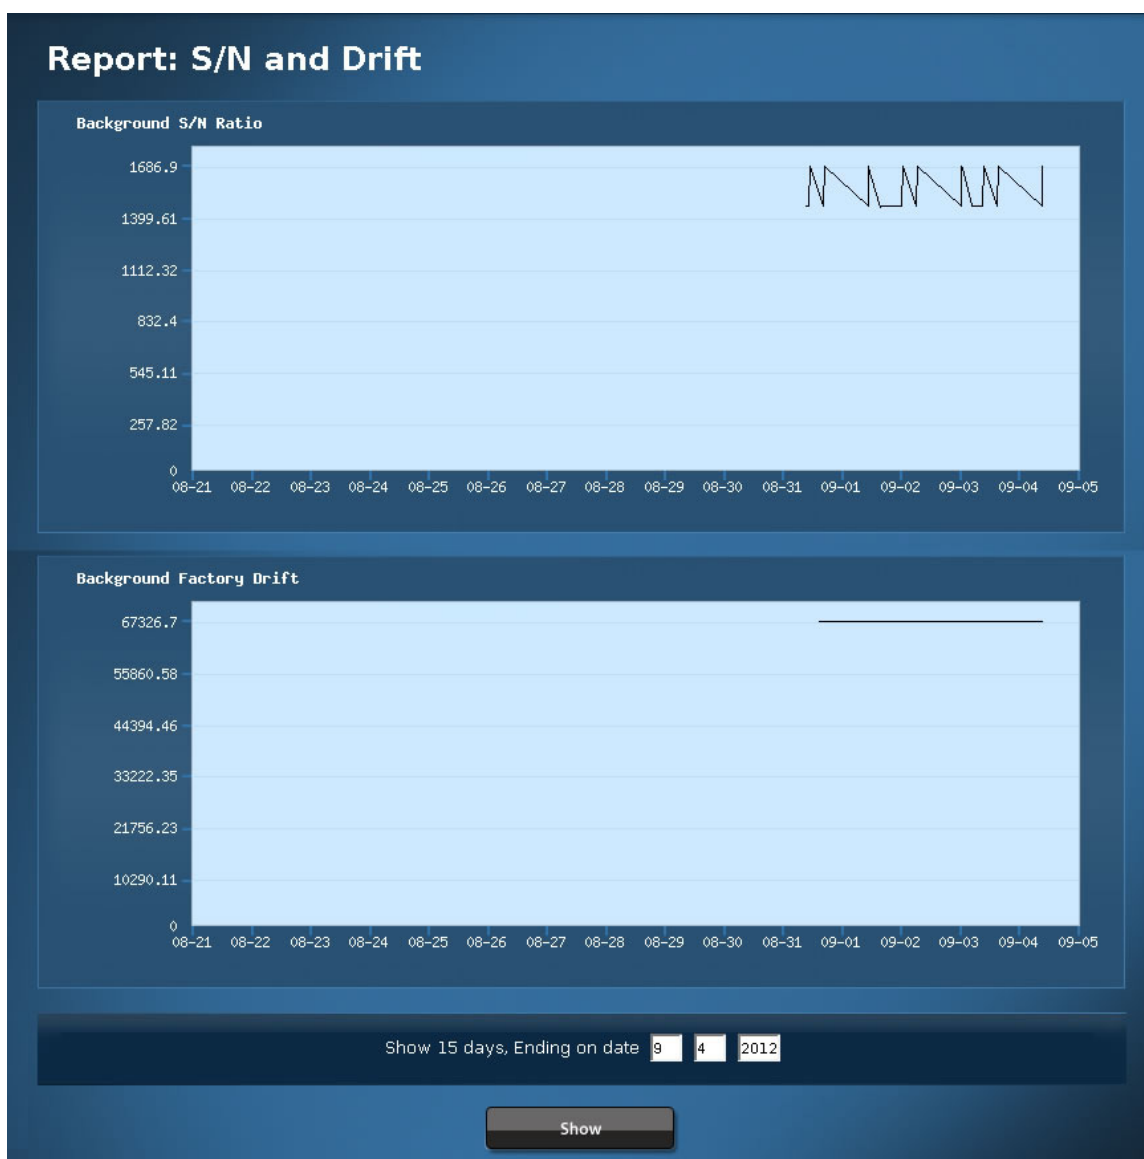 Report: S/N and Drift
Background S/N Ratio
1686.9
1399.61
1112.32
832.4
545.11
257.82
0
08-21 08-22 08-23 08-24 08-25 08-26 08-27 08-28 08-29 08-30 08-31 09-01 09-02 09-03 09-04 09-05
Background Factory Drift
67326.7
55860.58
44394.46
33222.35
21756.23
10290.11
0
08-21 08-22 08-23 08-24 08-25 08-26 08-27 08-28 08-29 08-30 08-31 09-01 09-02 09-03 09-04 09-05
Show 15 days, Ending on date 9 4 2012
Show